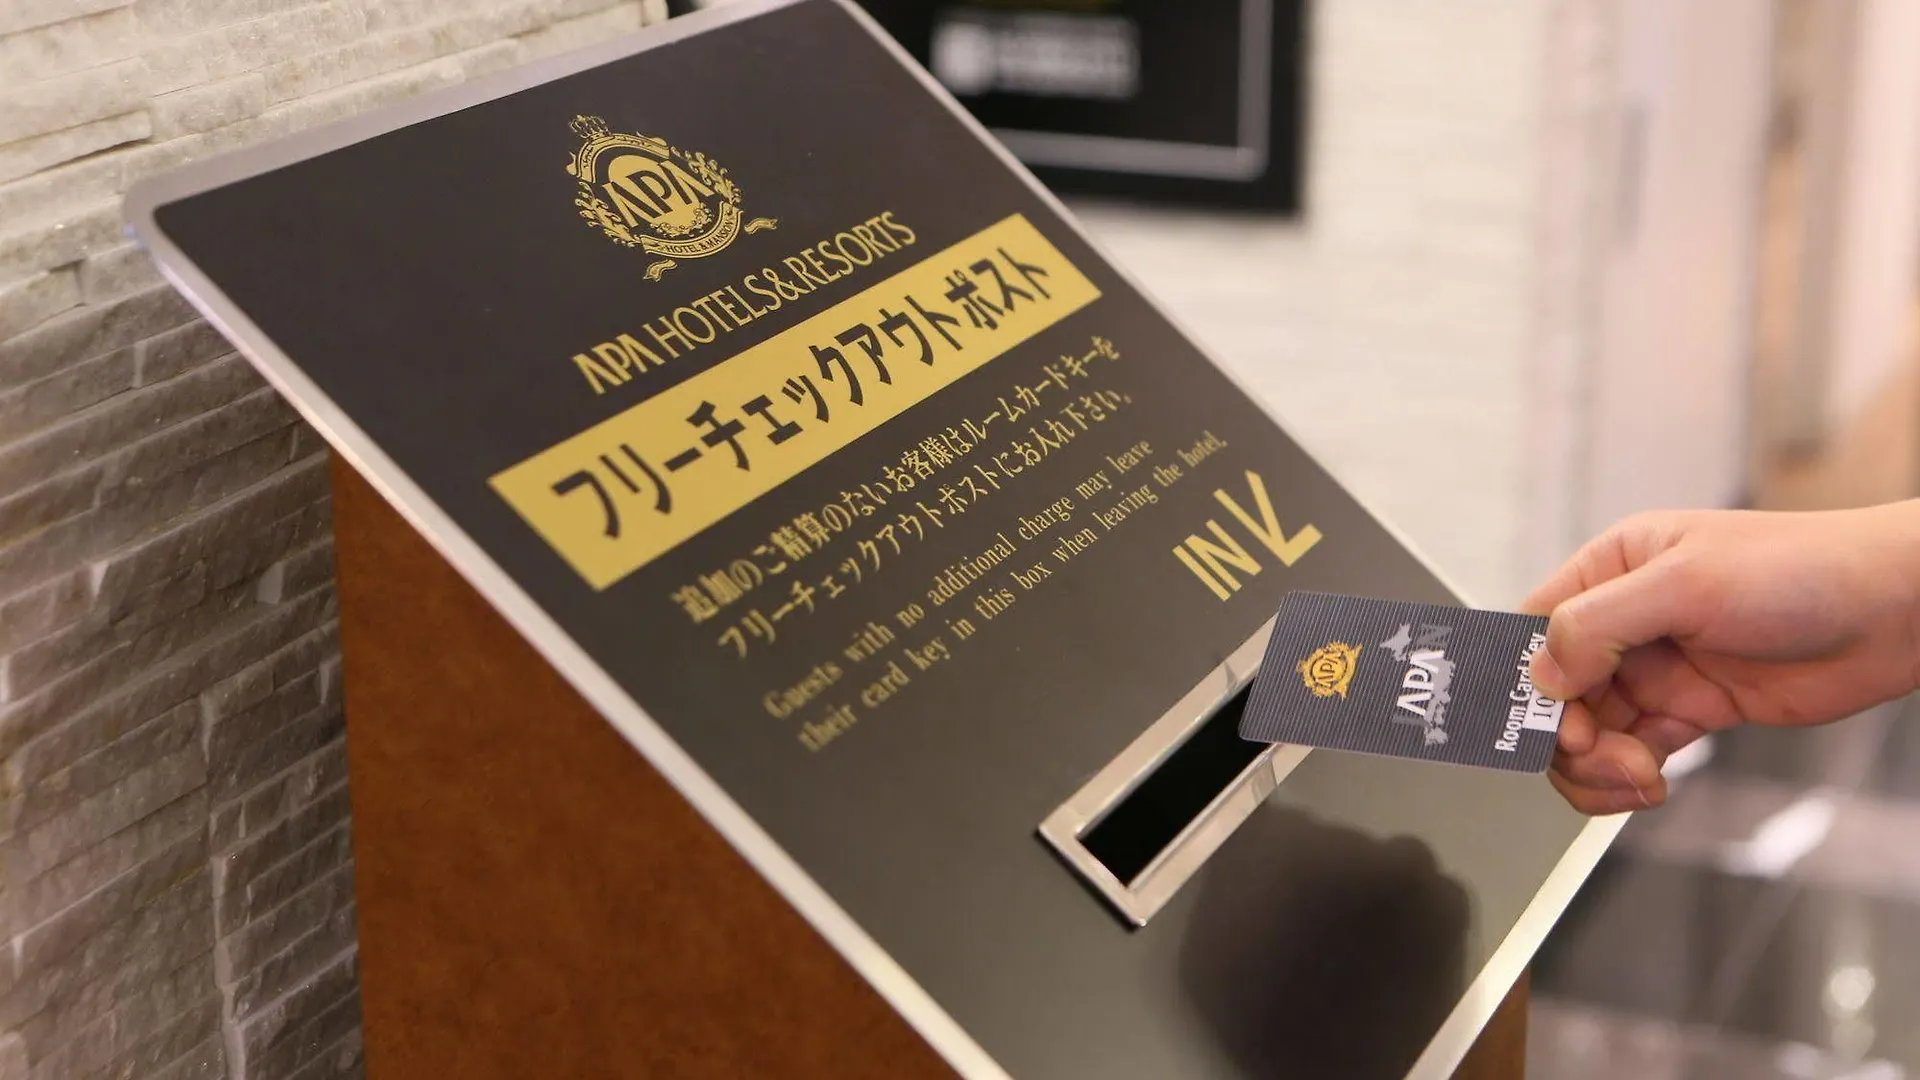 APA
HOTEL & MANSION
APA HOTELS&RESORTS
フリーチェックアウトポスト
追加のご精算のないお客様はルームカードキーを
フリーチェックアウトポストにお入れ下さい。
Guests with no additional charge may leave
their card key in this box when leaving the hotel.
IN
APA
APA
JAPAN
Room Card Key
10